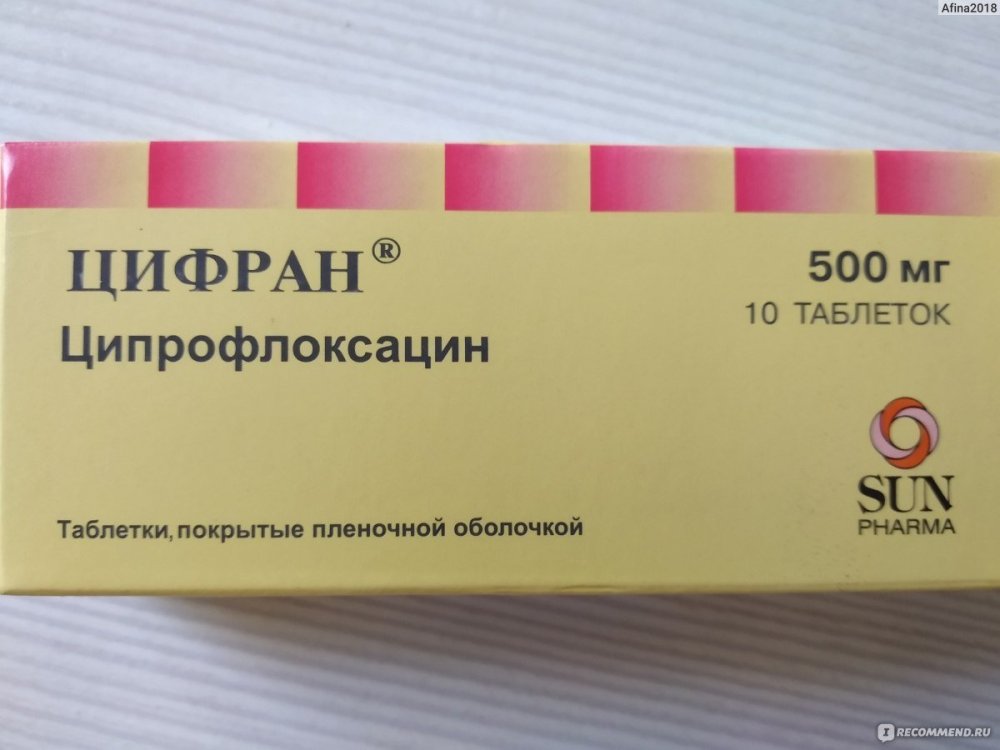 Afina2018
ЦИФРАН®
500 мг
10 ТАБЛЕТОК
Ципрофлоксацин
SUN
PHARMA
Таблетки, покрытые пленочной оболочкой
IRECOMMEND.RU